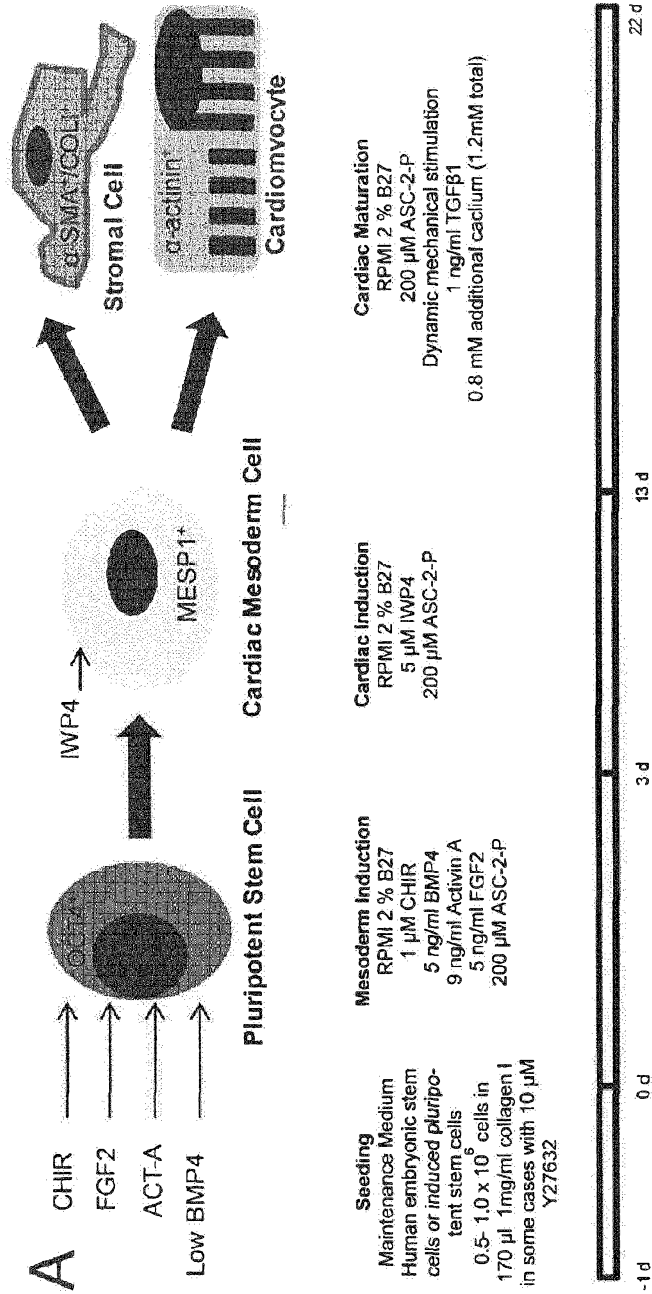 A
CHIR
FGF2
ACT-A
Low BMP4
OCT4⁺
Pluripotent Stem Cell
IWP4
MESP1⁺
Cardiac Mesoderm Cell
α-SMA⁺/COLI⁺
Stromal Cell
α-actinin⁺
Cardiomyocyte
Seeding
Maintenance Medium
Human embryonic stem
cells or induced pluripo-
tent stem cells
0.5- 1.0 x 10⁶ cells in
170 µl 1mg/ml collagen I
in some cases with 10 µM
Y27632
Mesoderm Induction
RPMI 2 % B27
1 µM CHIR
5 ng/ml BMP4
9 ng/ml Activin A
5 ng/ml FGF2
200 µM ASC-2-P
Cardiac Induction
RPMI 2 % B27
5 µM IWP4
200 µM ASC-2-P
Cardiac Maturation
RPMI 2 % B27
200 µM ASC-2-P
Dynamic mechanical stimulation
1 ng/ml TGFβ1
0.8 mM additional caclium (1.2mM total)
-1 d
0 d
3 d
13 d
22 d